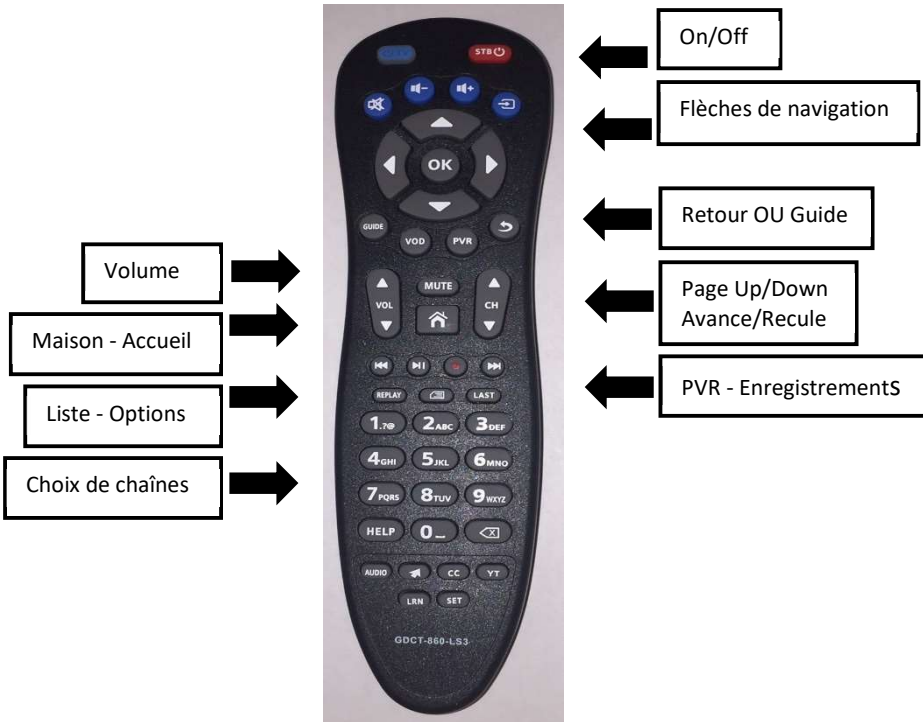 On/Off
STB
TV
Flèches de navigation
OK
Retour OU Guide
GUIDE
VOD
PVR
Volume
MUTE
VOL
CH
Page Up/Down
Avance/Recule
Maison - Accueil
PVR - Enregistrements
Liste - Options
REPLAY
LAST
1.?@ 2ABC 3DEF
4GHI 5JKL 6MNO
Choix de chaînes
7PQRS 8TUV 9WXYZ
HELP 0
AUDIO CC YT
LRN SET
GDCT-860-LS3